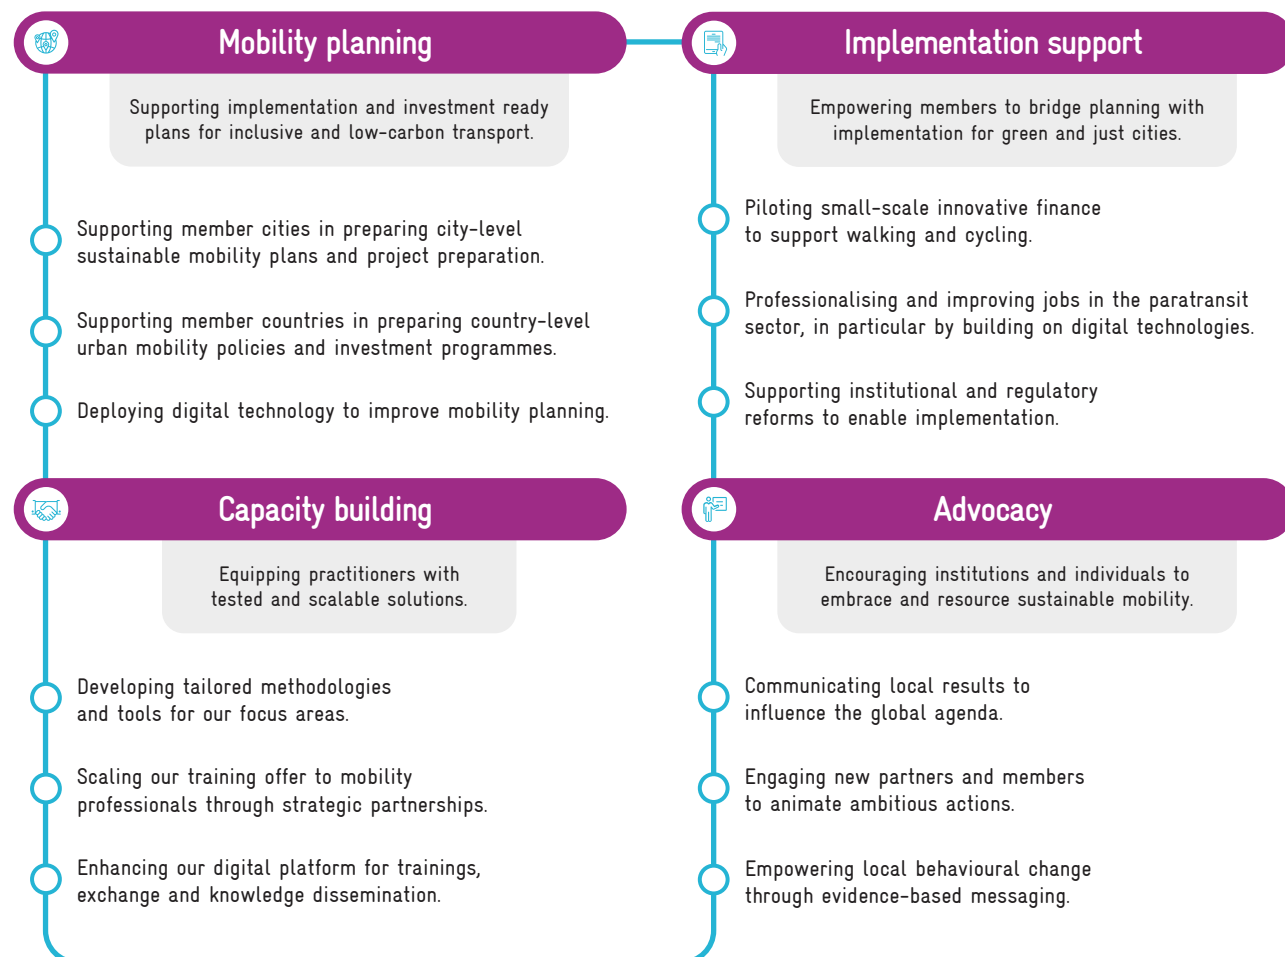 Mobility planning
Supporting implementation and investment ready
plans for inclusive and low-carbon transport.
Supporting member cities in preparing city-level
sustainable mobility plans and project preparation.
Supporting member countries in preparing country-level
urban mobility policies and investment programmes.
Deploying digital technology to improve mobility planning.
Implementation support
Empowering members to bridge planning with
implementation for green and just cities.
Piloting small-scale innovative finance
to support walking and cycling.
Professionalising and improving jobs in the paratransit
sector, in particular by building on digital technologies.
Supporting institutional and regulatory
reforms to enable implementation.
Capacity building
Equipping practitioners with
tested and scalable solutions.
Developing tailored methodologies
and tools for our focus areas.
Scaling our training offer to mobility
professionals through strategic partnerships.
Enhancing our digital platform for trainings,
exchange and knowledge dissemination.
Advocacy
Encouraging institutions and individuals to
embrace and resource sustainable mobility.
Communicating local results to
influence the global agenda.
Engaging new partners and members
to animate ambitious actions.
Empowering local behavioural change
through evidence-based messaging.